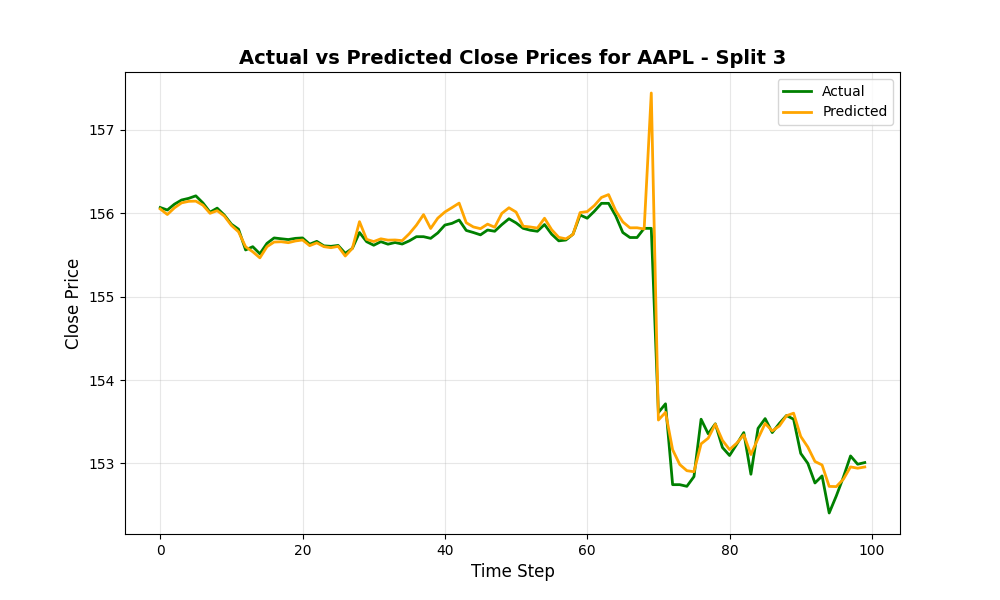 Actual vs Predicted Close Prices for AAPL - Split 3
Actual
Predicted
157
156
155
154
153
Close Price
0 20 40 60 80 100
Time Step